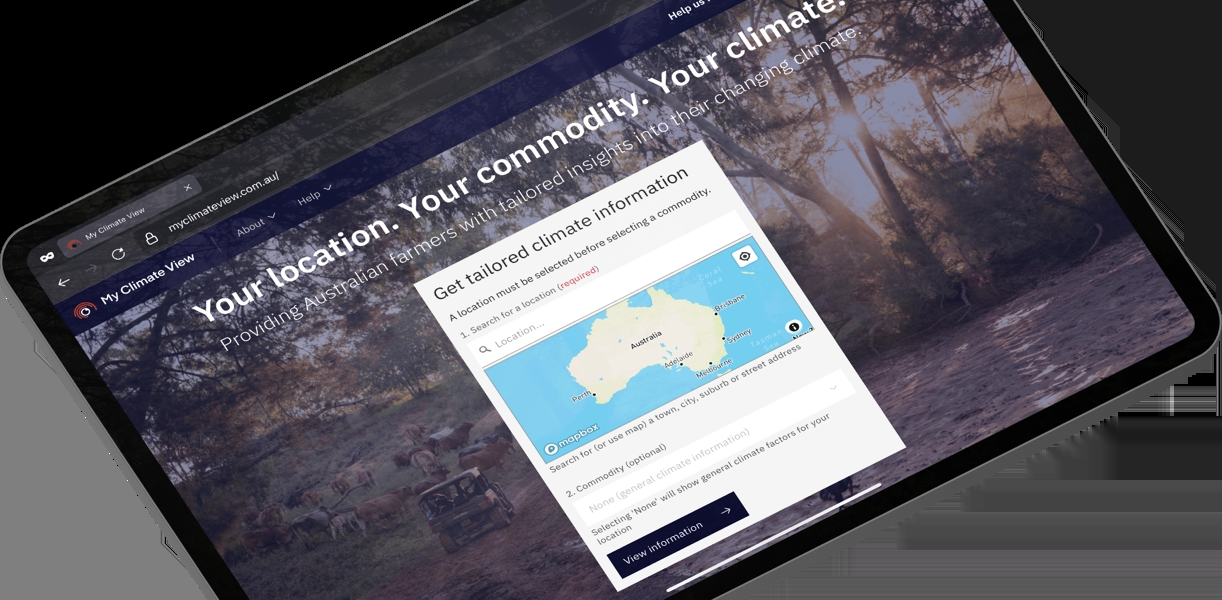 My Climate View
myclimateview.com.au/
My Climate View
About
Help
Help us
Your location. Your commodity. Your climate.
Providing Australian farmers with tailored insights into their changing climate.
Get tailored climate information
A location must be selected before selecting a commodity.
1. Search for a location (required)
Location...
Coral
Sea
Brisbane
Australia
Sydney
Adelaide
Tasman
Sea
Melbourne
Perth
mapbox
Search for (or use map) a town, city, suburb or street address
2. Commodity (optional)
None (general climate information)
Selecting 'None' will show general climate factors for your
location
View information